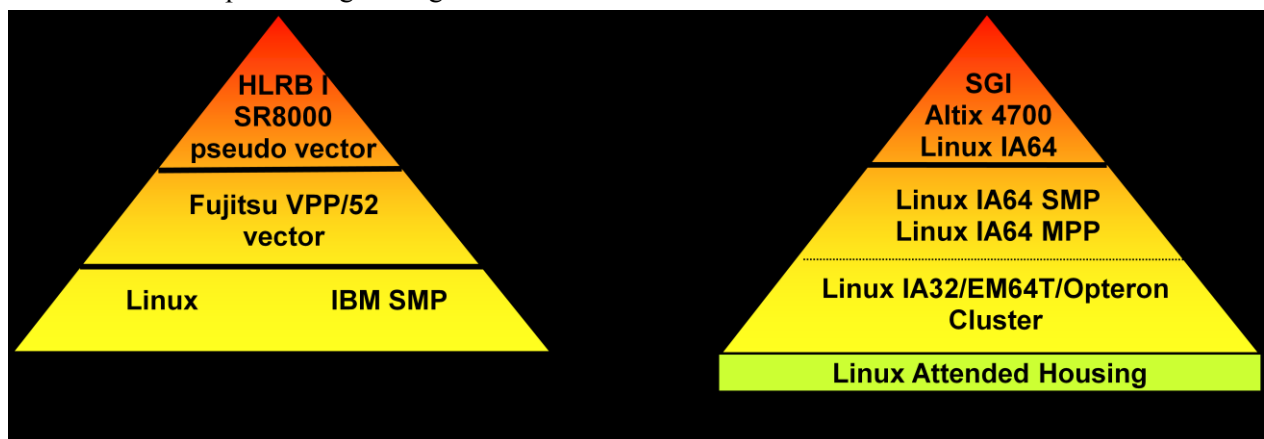 HLRB I
SR8000
pseudo vector
Fujitsu VPP/52
vector
Linux IBM SMP
SGI
Altix 4700
Linux IA64
Linux IA64 SMP
Linux IA64 MPP
Linux IA32/EM64T/Opteron
Cluster
Linux Attended Housing